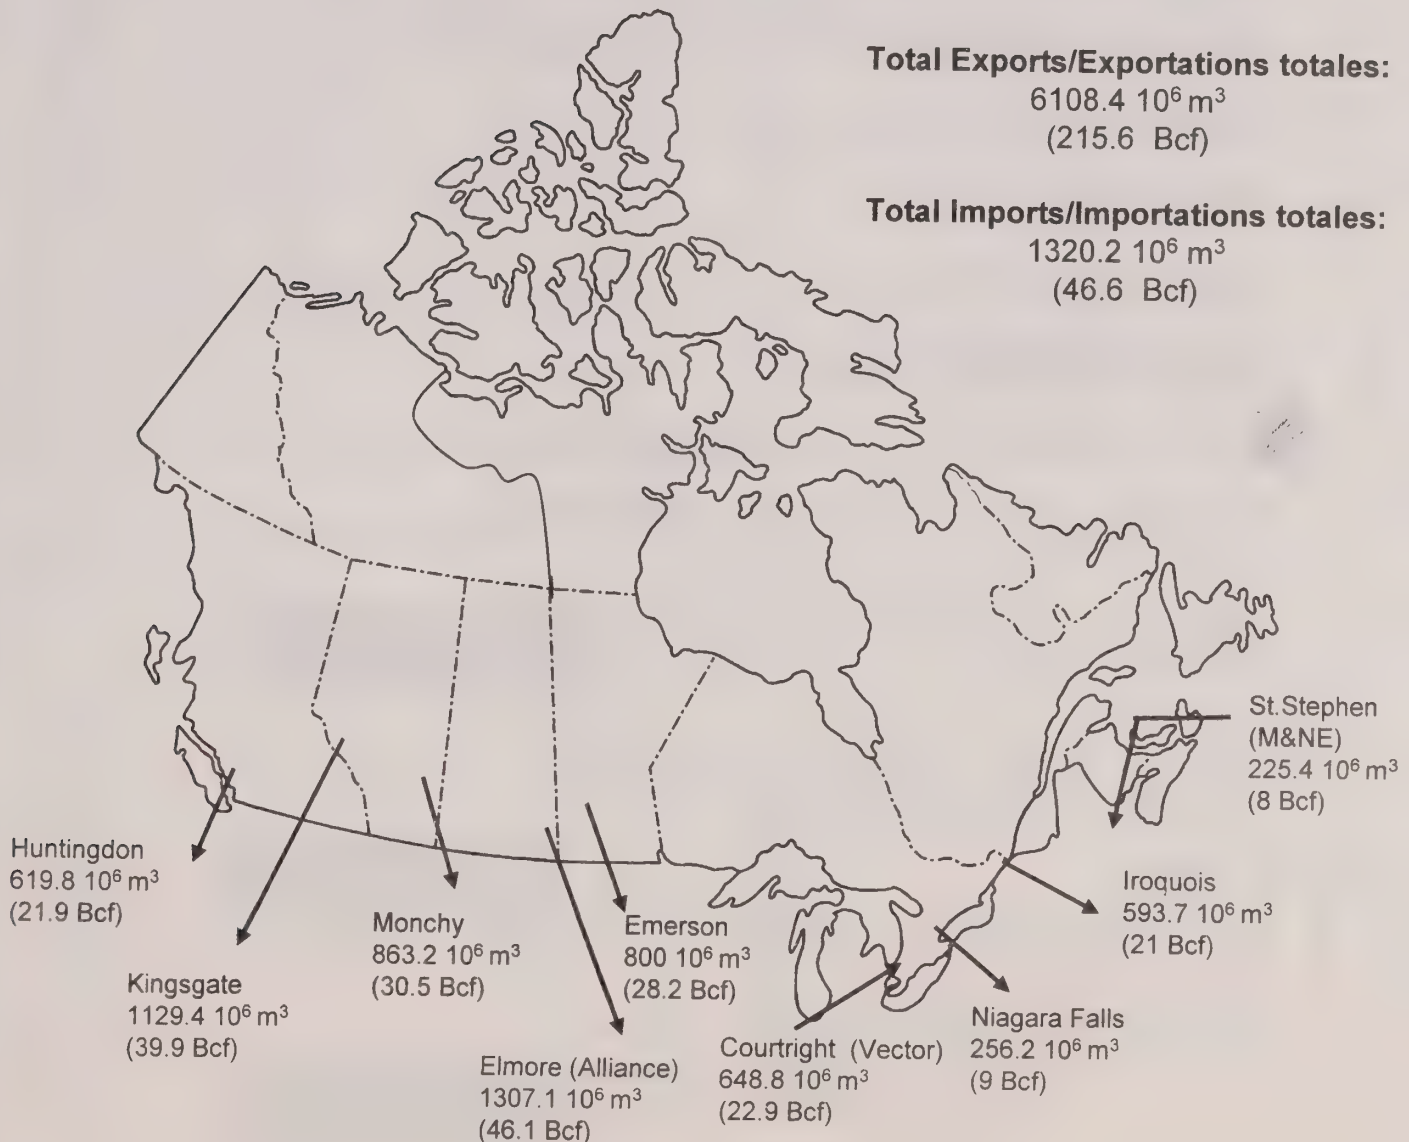 Total Exports/Exportations totales:
6108.4 10⁶ m³
(215.6 Bcf)
Total Imports/Importations totales:
1320.2 10⁶ m³
(46.6 Bcf)
St.Stephen
(M&NE)
225.4 10⁶ m³
(8 Bcf)
Huntingdon
619.8 10⁶ m³
(21.9 Bcf)
Kingsgate
1129.4 10⁶ m³
(39.9 Bcf)
Monchy
863.2 10⁶ m³
(30.5 Bcf)
Elmore (Alliance)
1307.1 10⁶ m³
(46.1 Bcf)
Emerson
800 10⁶ m³
(28.2 Bcf)
Courtright (Vector)
648.8 10⁶ m³
(22.9 Bcf)
Niagara Falls
256.2 10⁶ m³
(9 Bcf)
Iroquois
593.7 10⁶ m³
(21 Bcf)